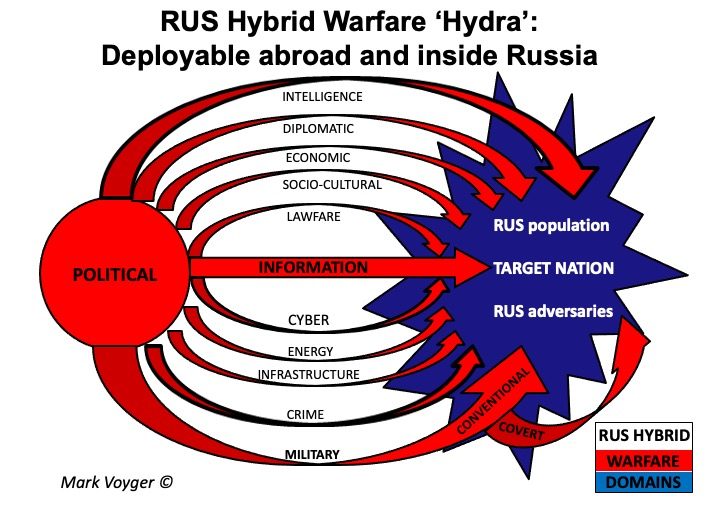 RUS Hybrid Warfare ‘Hydra’:
Deployable abroad and inside Russia
INTELLIGENCE
DIPLOMATIC
ECONOMIC
SOCIO-CULTURAL
LAWFARE
RUS population
POLITICAL
INFORMATION
TARGET NATION
RUS adversaries
CYBER
ENERGY
INFRASTRUCTURE
CRIME
CONVENTIONAL
COVERT
MILITARY
RUS HYBRID
WARFARE
DOMAINS
Mark Voyger ©